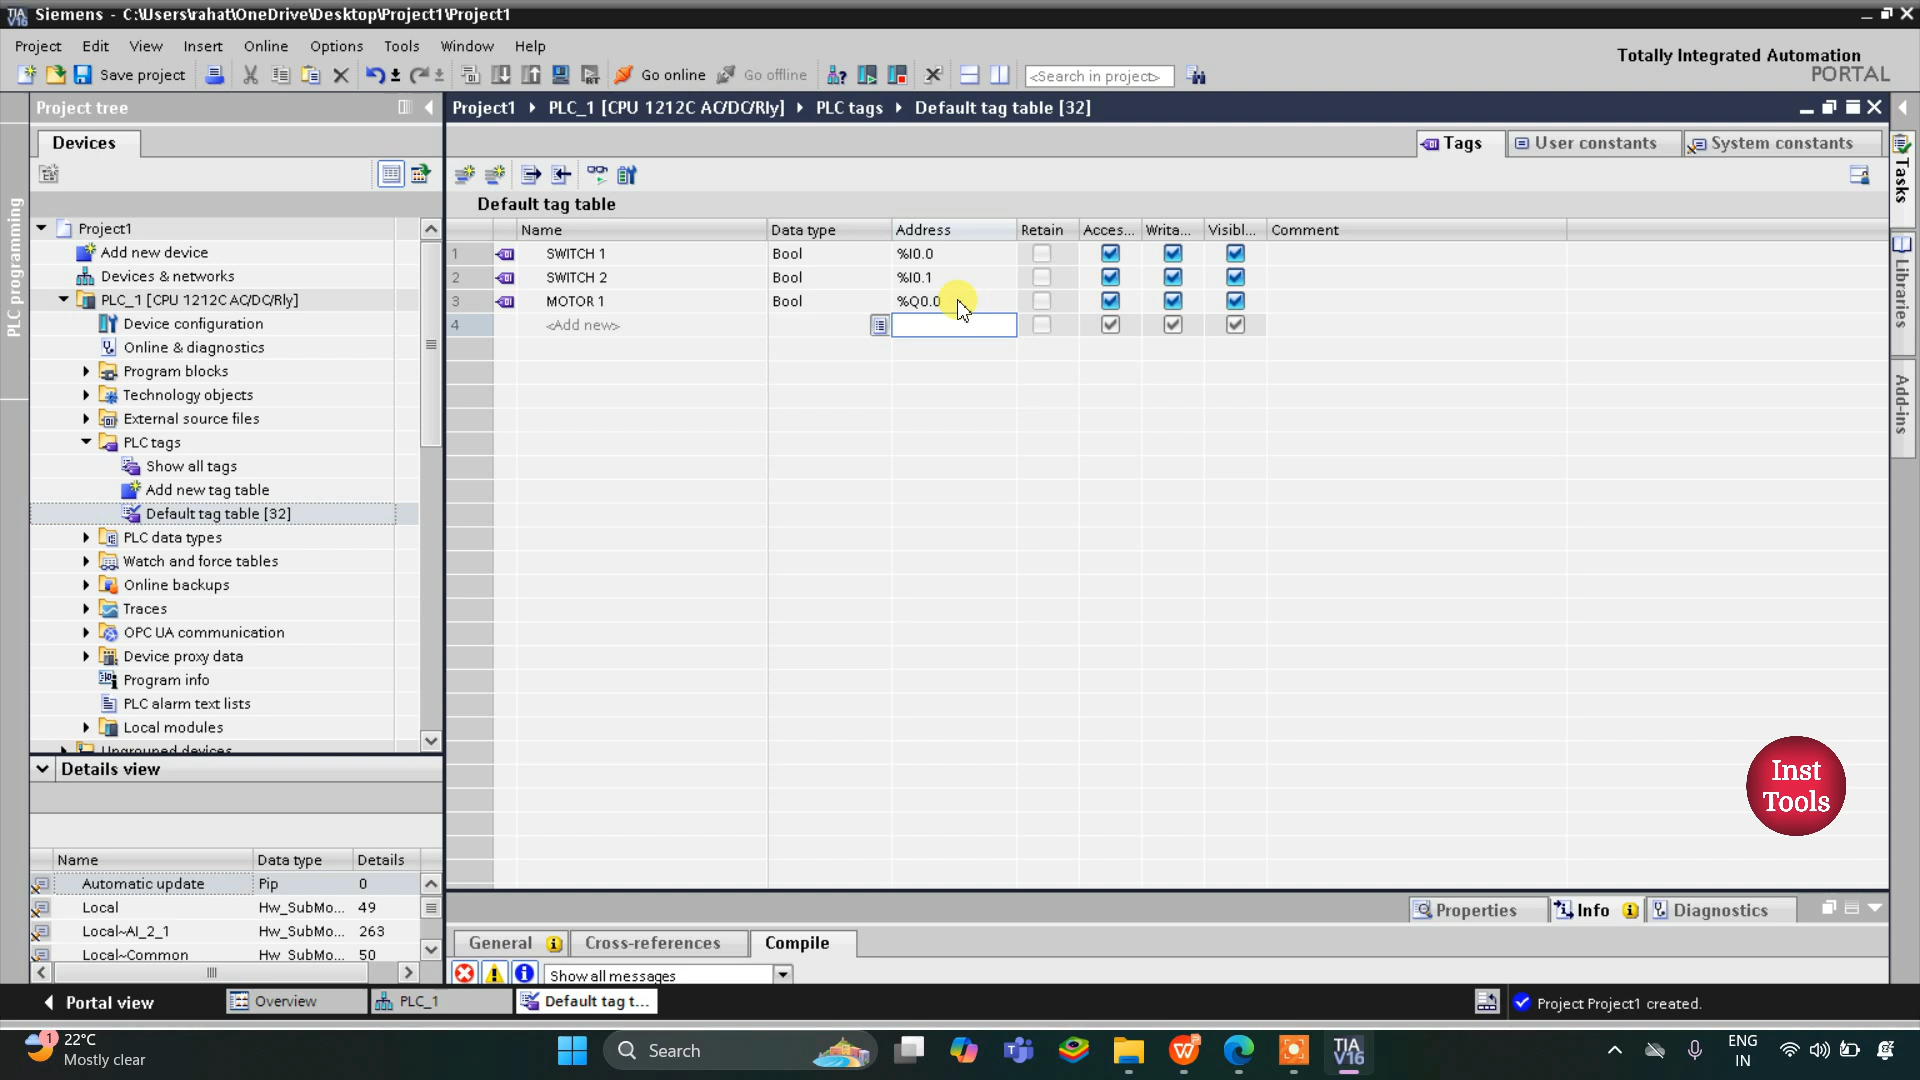 Siemens - C:\Users\rahat\OneDrive\Desktop\Project1\Project1
Project Edit View Insert Online Options Tools Window Help
Save project Go online Go offline <Search in project>
Totally Integrated Automation
PORTAL
Project tree
Project1 PLC_1 [CPU 1212C AC/DC/Rly] PLC tags Default tag table [32]
Devices
Tags User constants System constants
PLC programming
Tasks
Libraries
Add-ins
Default tag table
Name Data type Address Retain Acces... Writa... Visibl... Comment
1 SWITCH 1 Bool %I0.0
2 SWITCH 2 Bool %I0.1
3 MOTOR 1 Bool %Q0.0
4 <Add new>
Project1
Add new device
Devices & networks
PLC_1 [CPU 1212C AC/DC/Rly]
Device configuration
Online & diagnostics
Program blocks
Technology objects
External source files
PLC tags
Show all tags
Add new tag table
Default tag table [32]
PLC data types
Watch and force tables
Online backups
Traces
OPC UA communication
Device proxy data
Program info
PLC alarm text lists
Local modules
Ungrouped devices
Details view
Name Data type Details
Automatic update Pip 0
Local Hw_SubMo... 49
Local~AI_2_1 Hw_SubMo... 263
Local~Common Hw_SubMo... 50
Inst
Tools
Properties Info Diagnostics
General Cross-references Compile
Show all messages
Portal view Overview PLC_1 Default tag t... Project Project1 created.
1 22°C
Mostly clear
Search
TIA
V16
ENG
IN